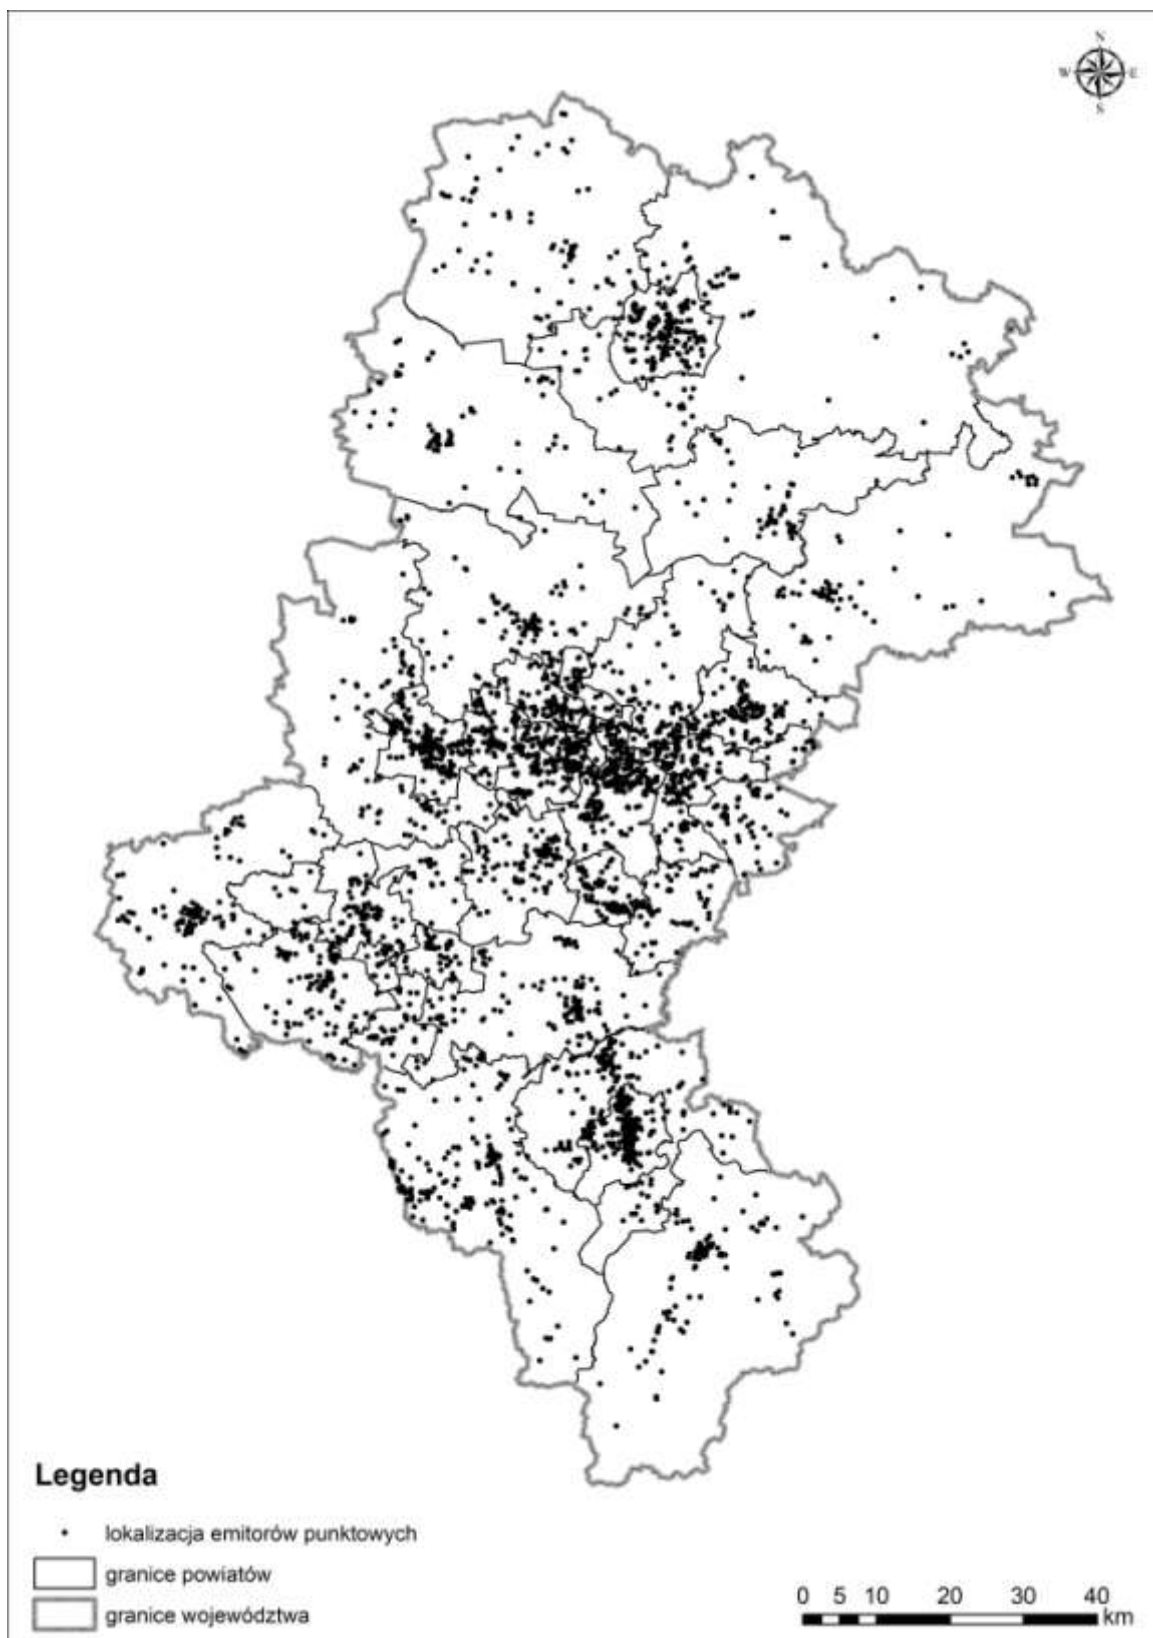 N
W E
S
Legenda
lokalizacja emitorów punktowych
granice powiatów
granice województwa
0 5 10 20 30 40
km